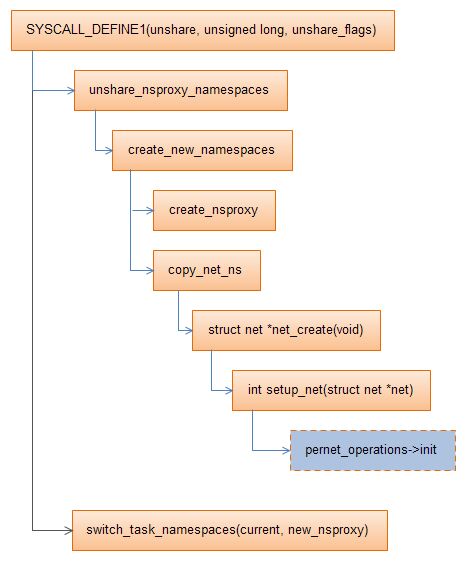 SYSCALL_DEFINE1(unshare, unsigned long, unshare_flags)
unshare_nsproxy_namespaces
create_new_namespaces
create_nsproxy
copy_net_ns
struct net *net_create(void)
int setup_net(struct net *net)
pernet_operations->init
switch_task_namespaces(current, new_nsproxy)